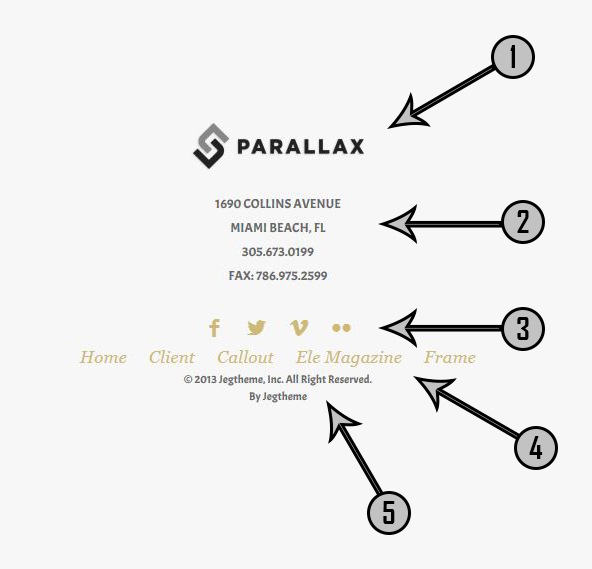 1
PARALLAX
1690 COLLINS AVENUE
2
MIAMI BEACH, FL
305.673.0199
FAX: 786.975.2599
3
Home Client Callout Ele Magazine Frame
© 2013 Jegtheme, Inc. All Right Reserved.
By Jegtheme
4
5